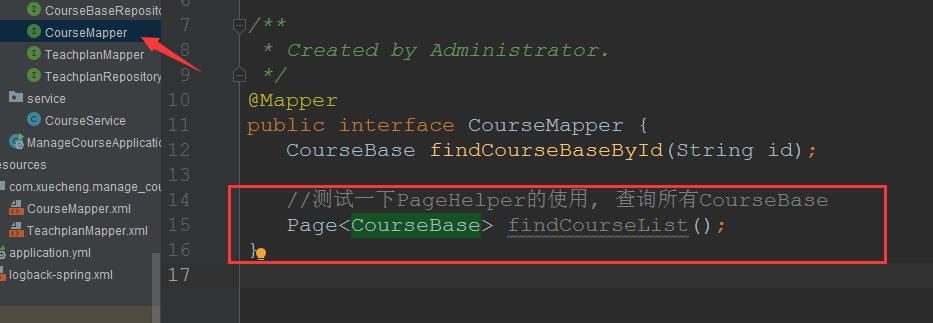 CourseBaseReposito
CourseMapper
TeachplanMapper
TeachplanRepository
service
CourseService
ManageCourseApplication
esources
com.xuecheng.manage_cou
CourseMapper.xml
TeachplanMapper.xml
application.yml
logback-spring.xml
6
7 /**
8 * Created by Administrator.
9 */
10 @Mapper
11 public interface CourseMapper {
12 CourseBase findCourseBaseById(String id);
13
14 //测试一下PageHelper的使用, 查询所有CourseBase
15 Page<CourseBase> findCourseList();
16 }
17